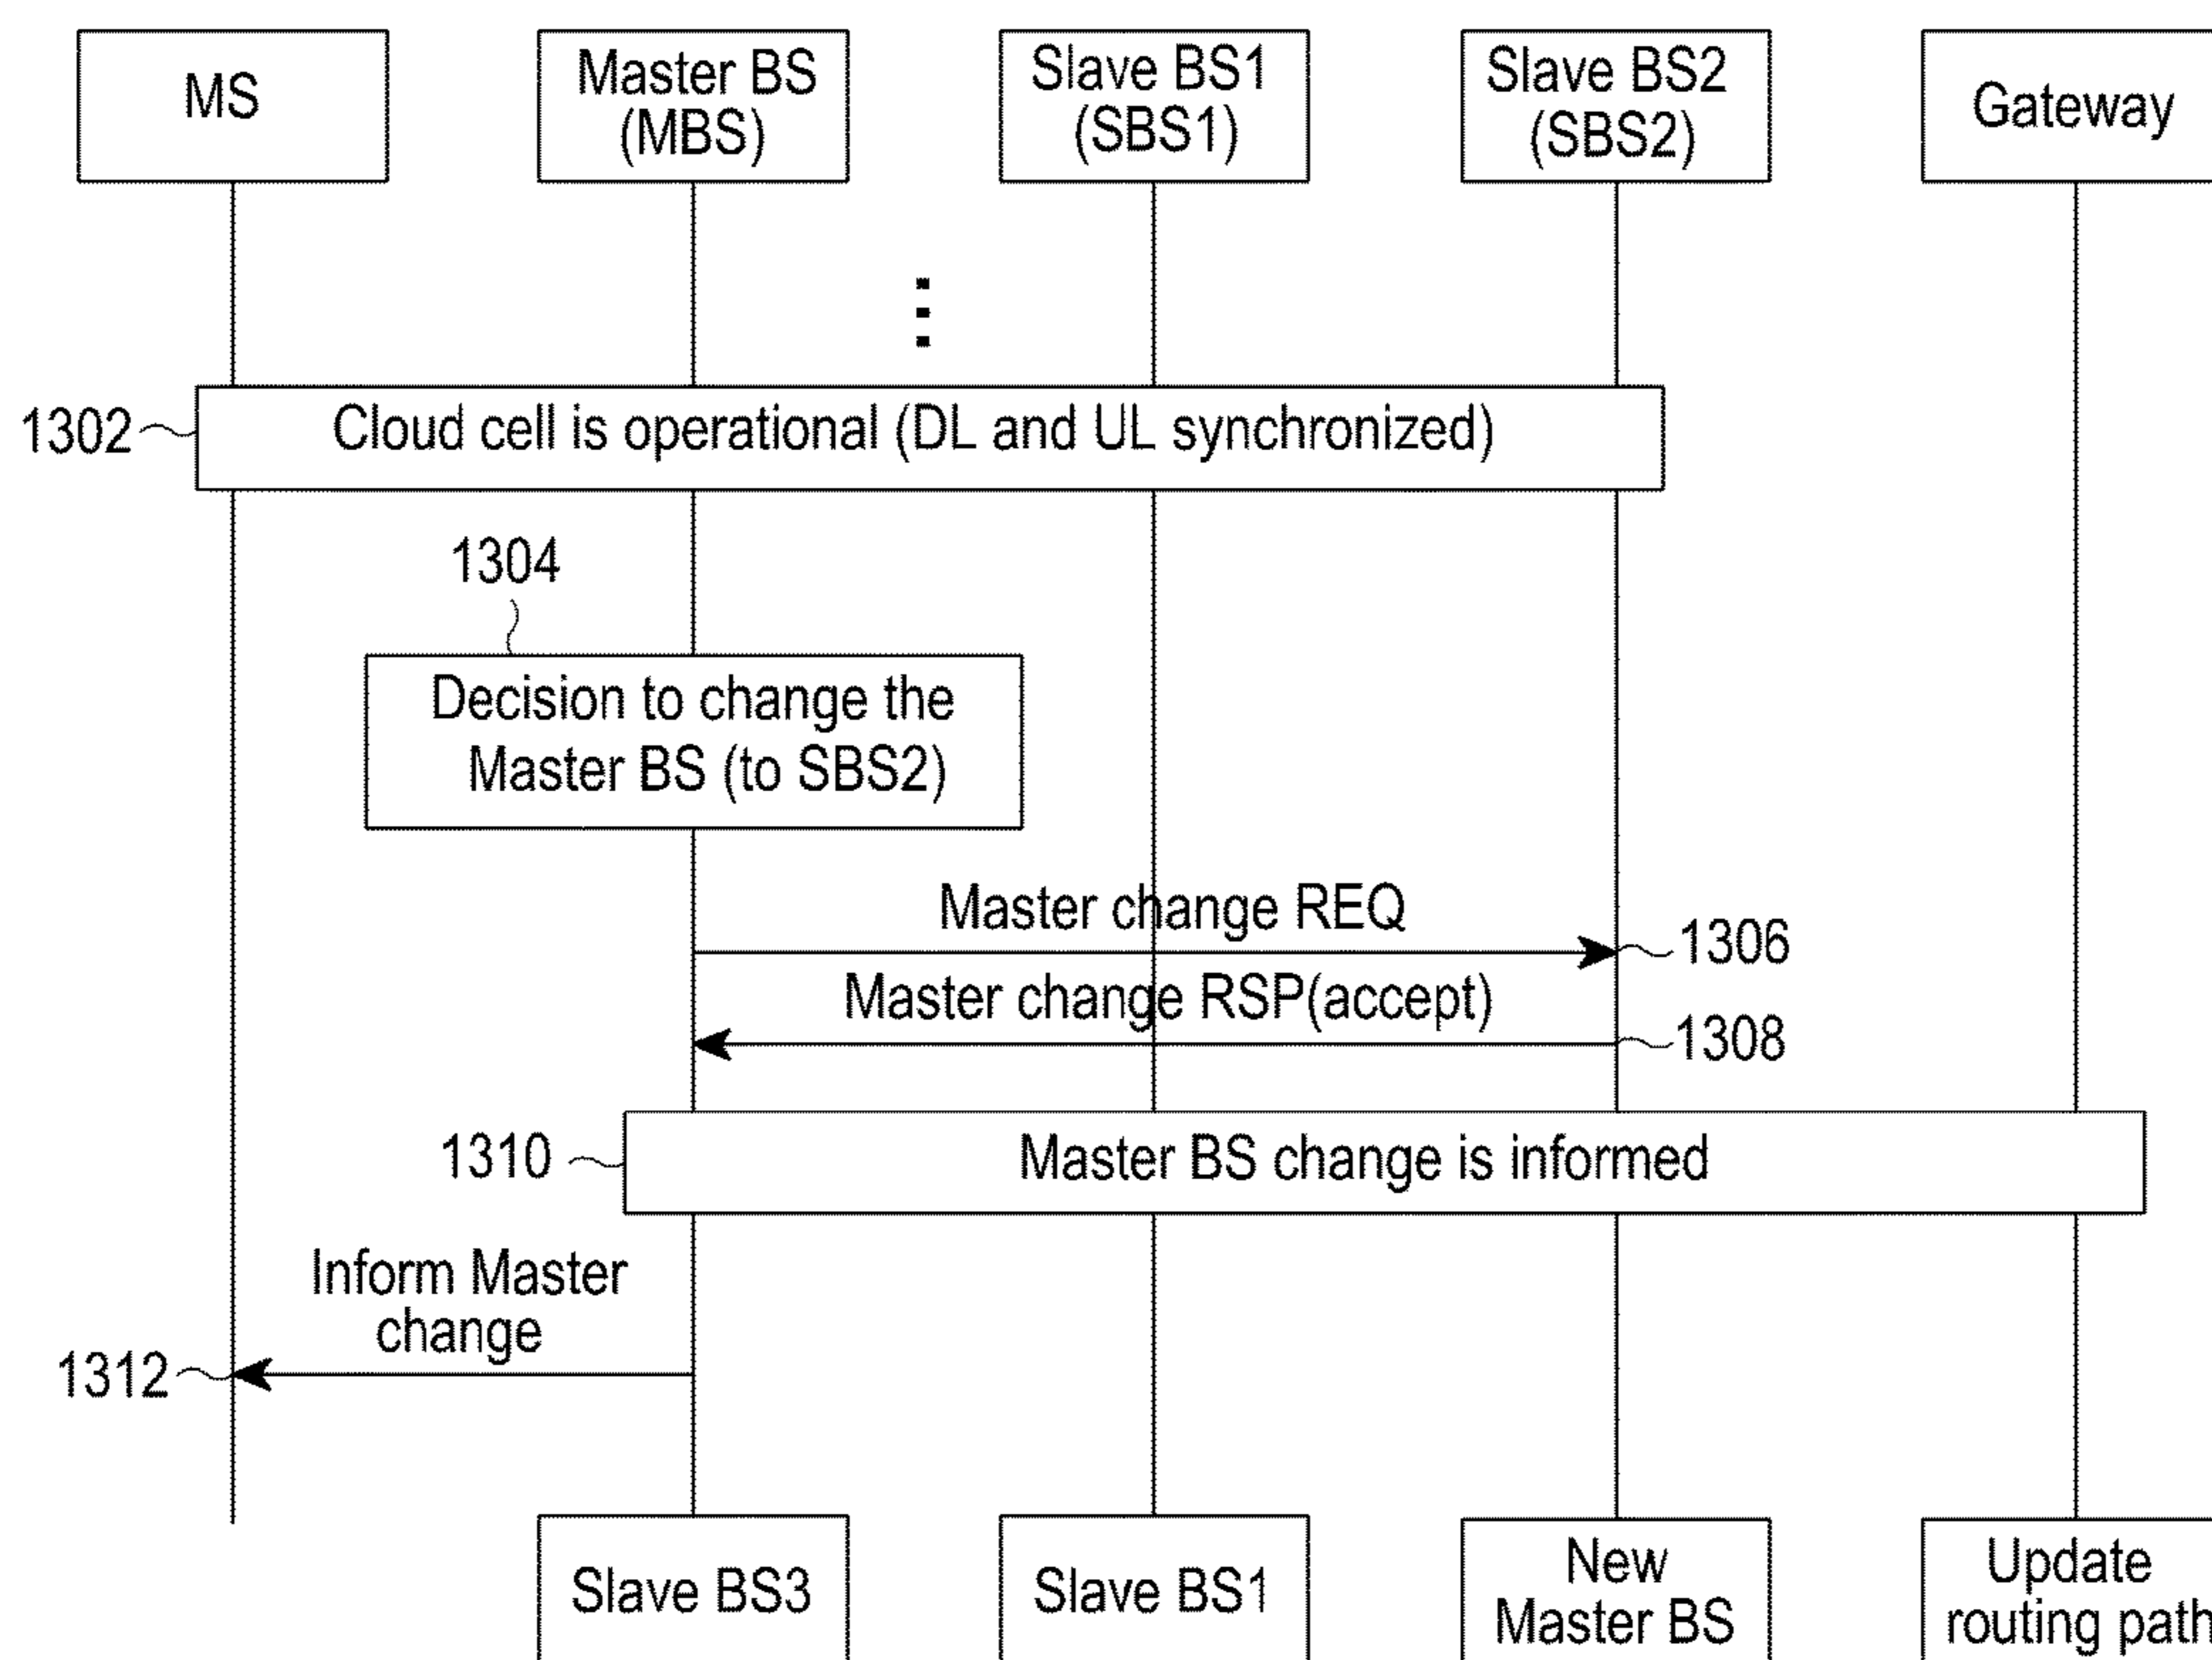 MS
Master BS
(MBS)
Slave BS1
(SBS1)
Slave BS2
(SBS2)
Gateway
1302
Cloud cell is operational (DL and UL synchronized)
1304
Decision to change the
Master BS (to SBS2)
Master change REQ
1306
Master change RSP(accept)
1308
1310
Master BS change is informed
Inform Master
change
1312
Slave BS3
Slave BS1
New
Master BS
Update
routing path